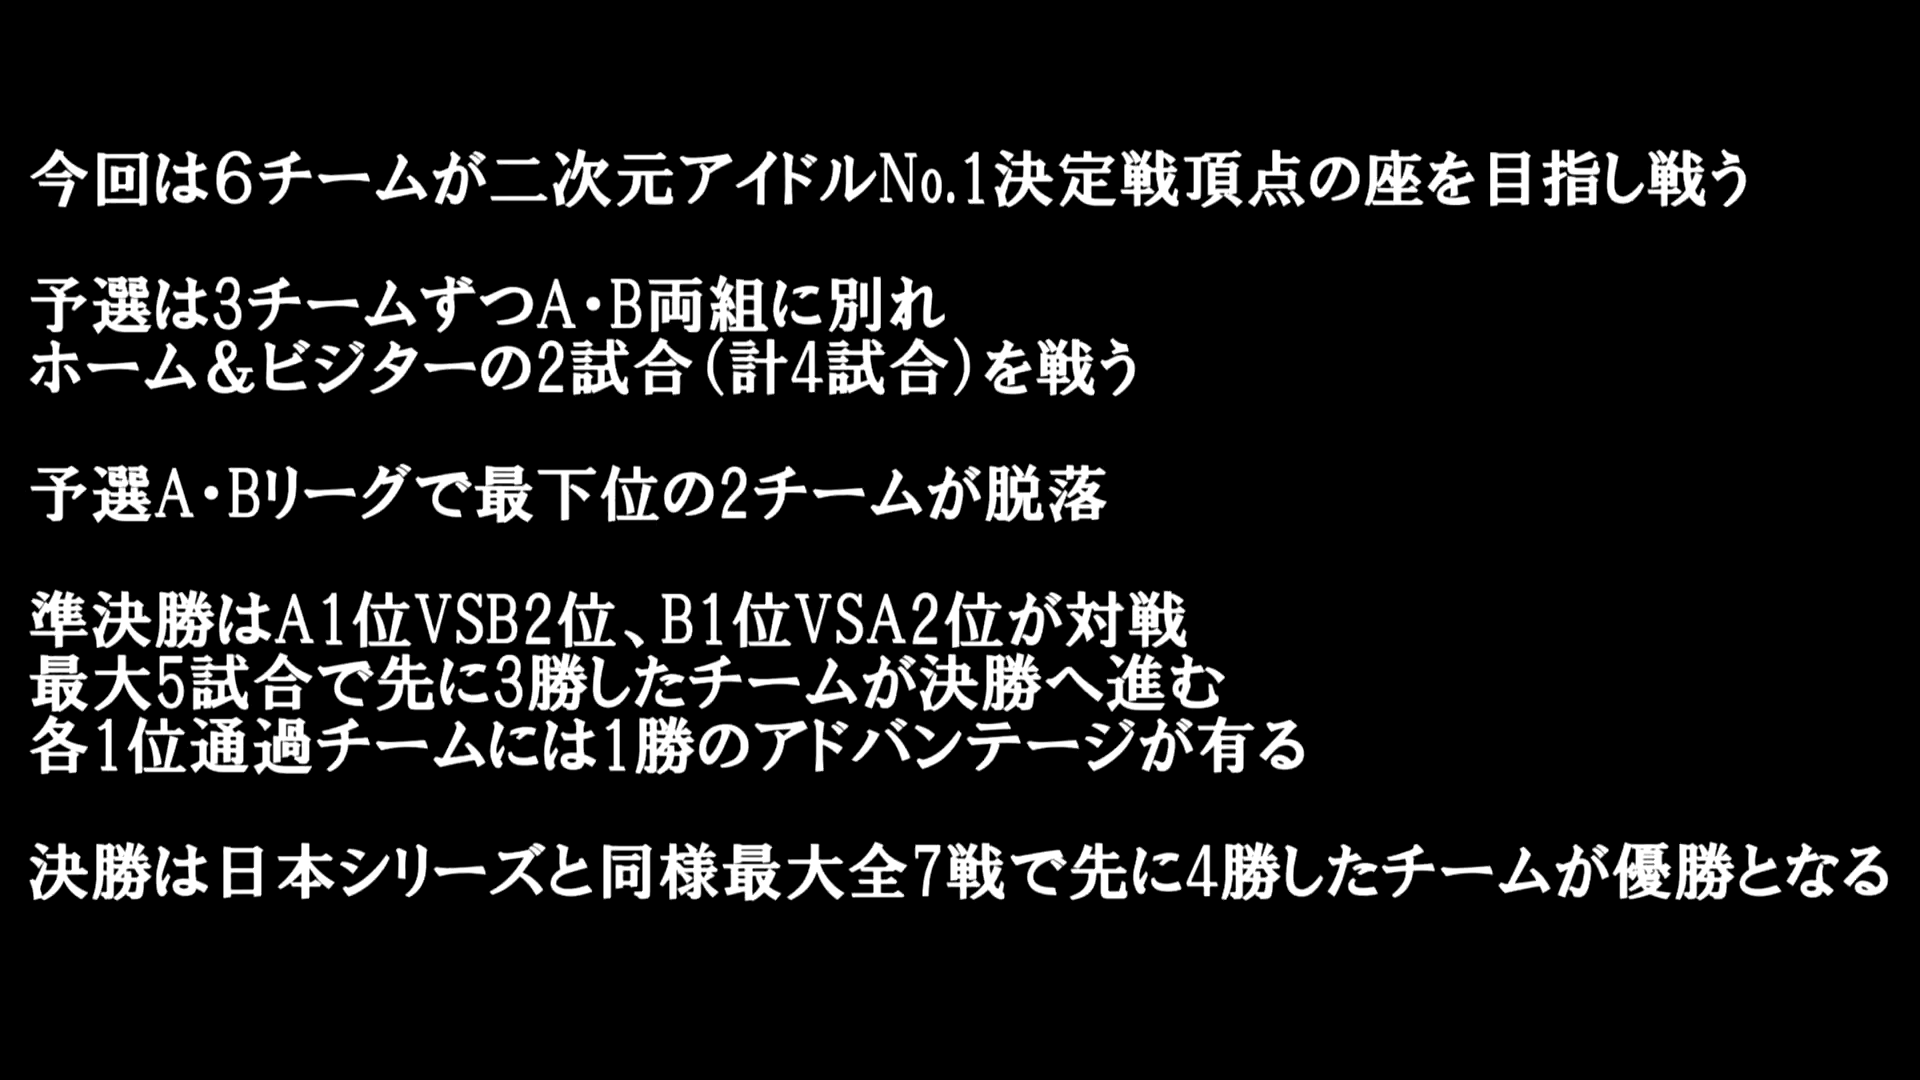 今回は６チームが二次元アイドルNo.1決定戦頂点の座を目指し戦う
予選は3チームずつA・B両組に別れ
ホーム＆ビジターの2試合（計4試合）を戦う
予選A・Bリーグで最下位の2チームが脱落
準決勝はA1位VSB2位、B1位VSA2位が対戦
最大5試合で先に3勝したチームが決勝へ進む
各1位通過チームには1勝のアドバンテージが有る
決勝は日本シリーズと同様最大全7戦で先に4勝したチームが優勝となる